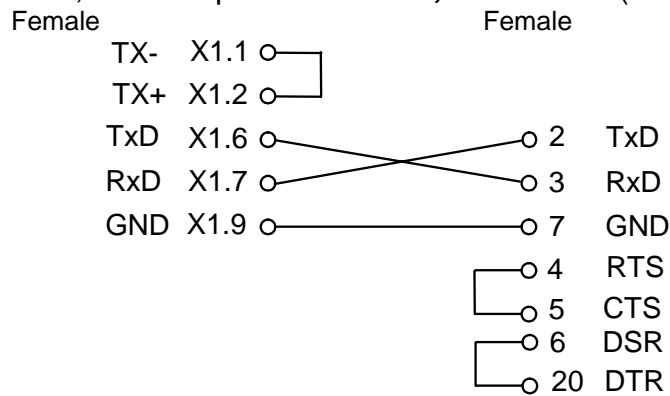 Female Female
TX- X1.1
TX+ X1.2
TxD X1.6 2 TxD
RxD X1.7 3 RxD
GND X1.9 7 GND
4 RTS
5 CTS
6 DSR
20 DTR